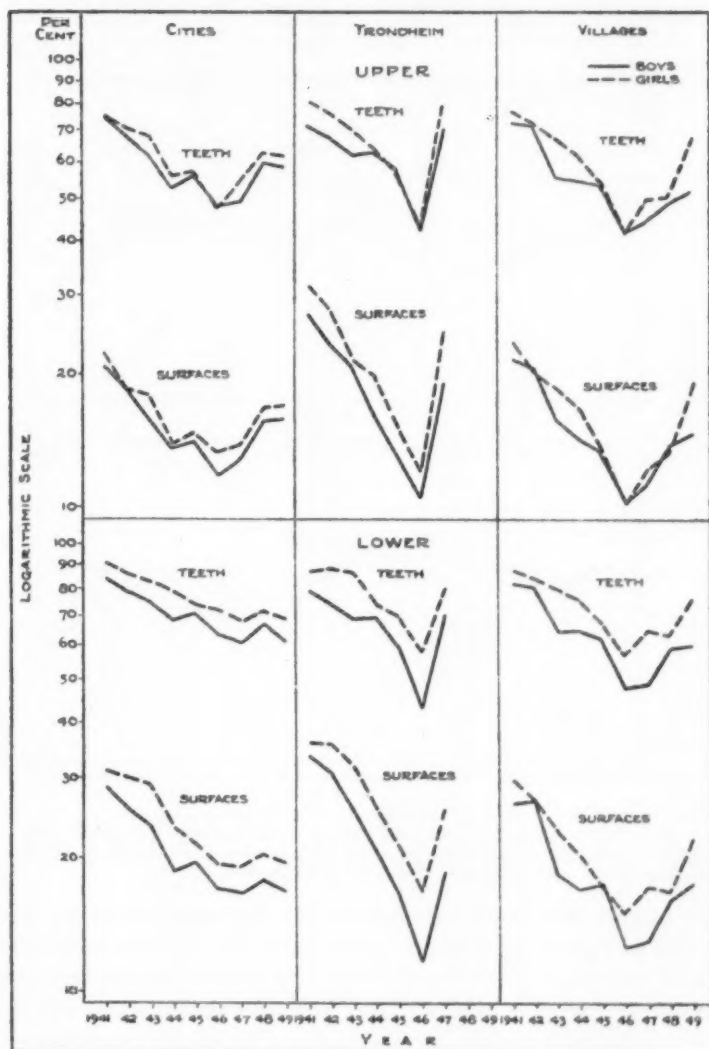 PER CENT
CITIES
TRONDHEIM
VILLAGES
UPPER
BOYS
GIRLS
100
90
80
70
60
50
40
30
20
10
TEETH
TEETH
TEETH
SURFACES
SURFACES
SURFACES
LOGARITHMIC SCALE
LOWER
100
90
80
70
60
50
40
30
20
10
TEETH
TEETH
TEETH
SURFACES
SURFACES
SURFACES
1941 42 43 44 45 46 47 48 49
1941 42 43 44 45 46 47 48 49
1941 42 43 44 45 46 47 48 49
YEAR